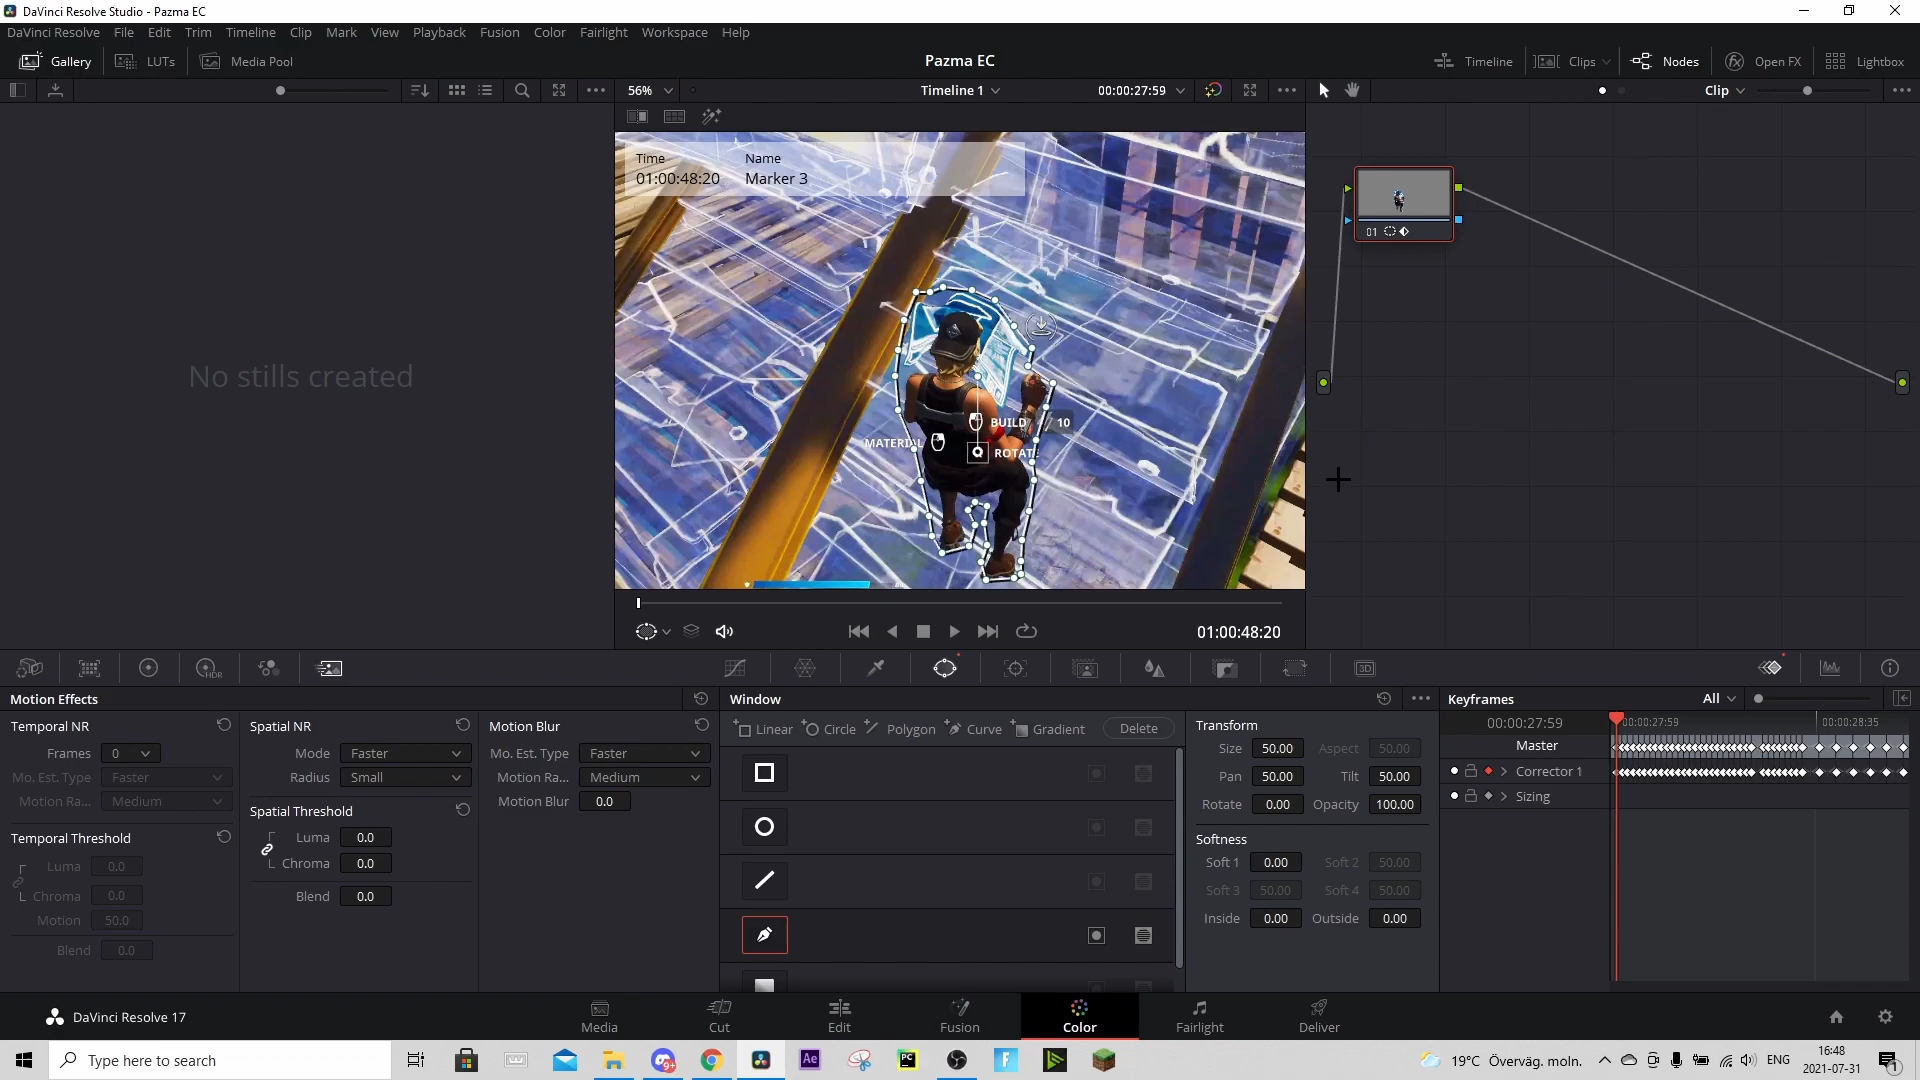 DaVinci Resolve Studio - Pazma EC
DaVinci Resolve File Edit Trim Timeline Clip Mark View Playback Fusion Color Fairlight Workspace Help
Gallery LUTs Media Pool Pazma EC Timeline Clips Nodes Open FX Lightbox
56% Timeline 1 00:00:27:59 Clip
Time Name
01:00:48:20 Marker 3
01
No stills created
BUILD / 10
MATERIAL
ROTATE
01:00:48:20
HDR
3D
Motion Effects Window Keyframes All
Temporal NR Spatial NR Motion Blur
Frames 0
Mo. Est. Type Faster
Motion Ra... Medium
Mode Faster
Radius Small
Mo. Est. Type Faster
Motion Ra... Medium
Motion Blur 0.0
Temporal Threshold
Luma 0.0
Chroma 0.0
Motion 50.0
Blend 0.0
Spatial Threshold
Luma 0.0
Chroma 0.0
Blend 0.0
Linear Circle Polygon Curve Gradient Delete
Transform
Size 50.00 Aspect 50.00
Pan 50.00 Tilt 50.00
Rotate 0.00 Opacity 100.00
Softness
Soft 1 0.00 Soft 2 50.00
Soft 3 50.00 Soft 4 50.00
Inside 0.00 Outside 0.00
00:00:27:59 00:00:27:59 00:00:28:35
Master
Corrector 1
Sizing
DaVinci Resolve 17
Media Cut Edit Fusion Color Fairlight Deliver
Type here to search
9+
Ae
PC
F
19°C Överväg. moln.
ENG
16:48
2021-07-31
1